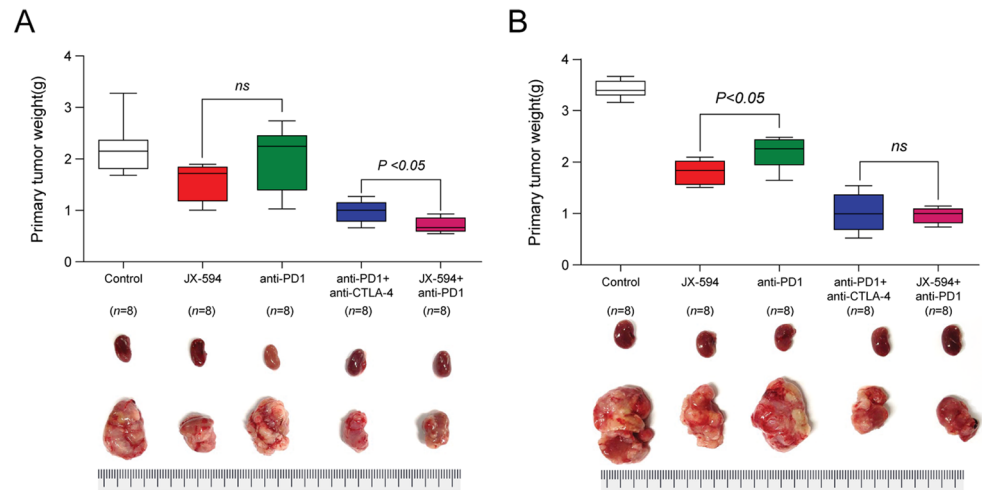 A
Primary tumor weight(g)
4
3
2
1
0
ns
P <0.05
Control
JX-594
anti-PD1
anti-PD1+
anti-CTLA-4
JX-594+
anti-PD1
(n=8)
(n=8)
(n=8)
(n=8)
(n=8)
B
Primary tumor weight(g)
4
3
2
1
0
P<0.05
ns
Control
JX-594
anti-PD1
anti-PD1+
anti-CTLA-4
JX-594+
anti-PD1
(n=8)
(n=8)
(n=8)
(n=8)
(n=8)